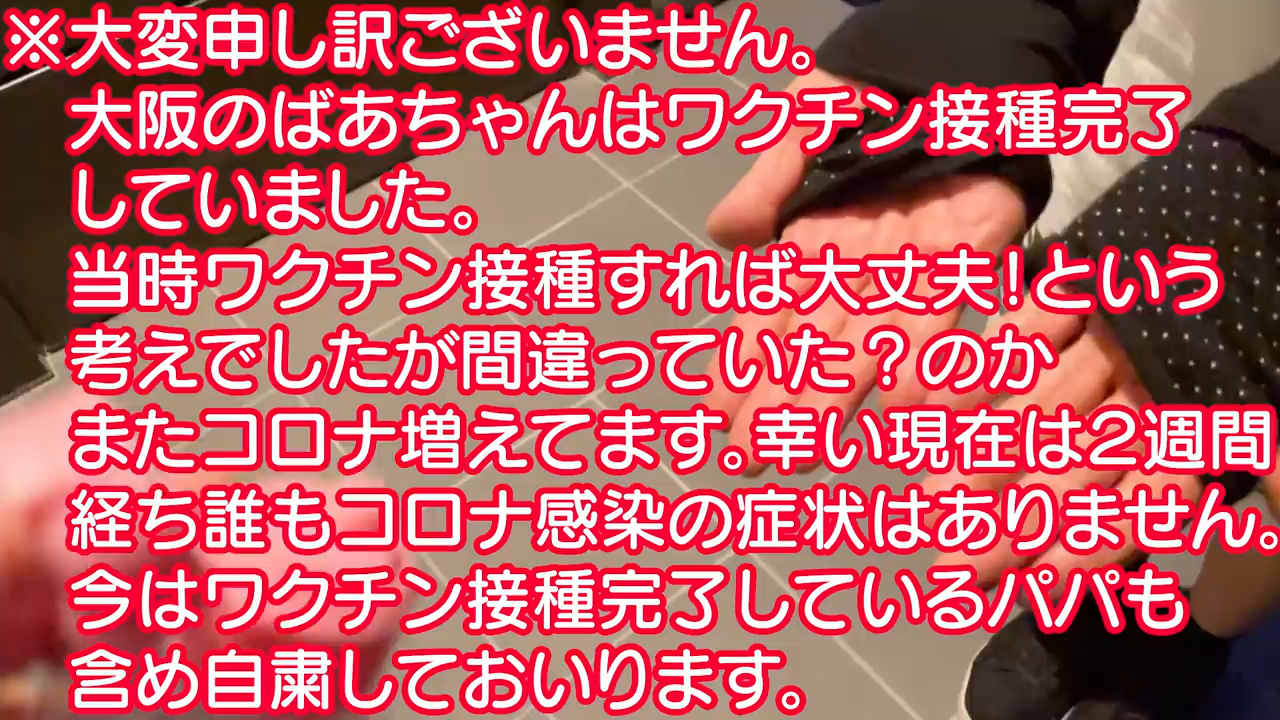 ※大変申し訳ございません。
大阪のばあちゃんはワクチン接種完了
していました。
当時ワクチン接種すれば大丈夫!という
考えでしたが間違っていた?のか
またコロナ増えてます。幸い現在は2週間
経ち誰もコロナ感染の症状はありません。
今はワクチン接種完了しているパパも
含め自粛しておいります。